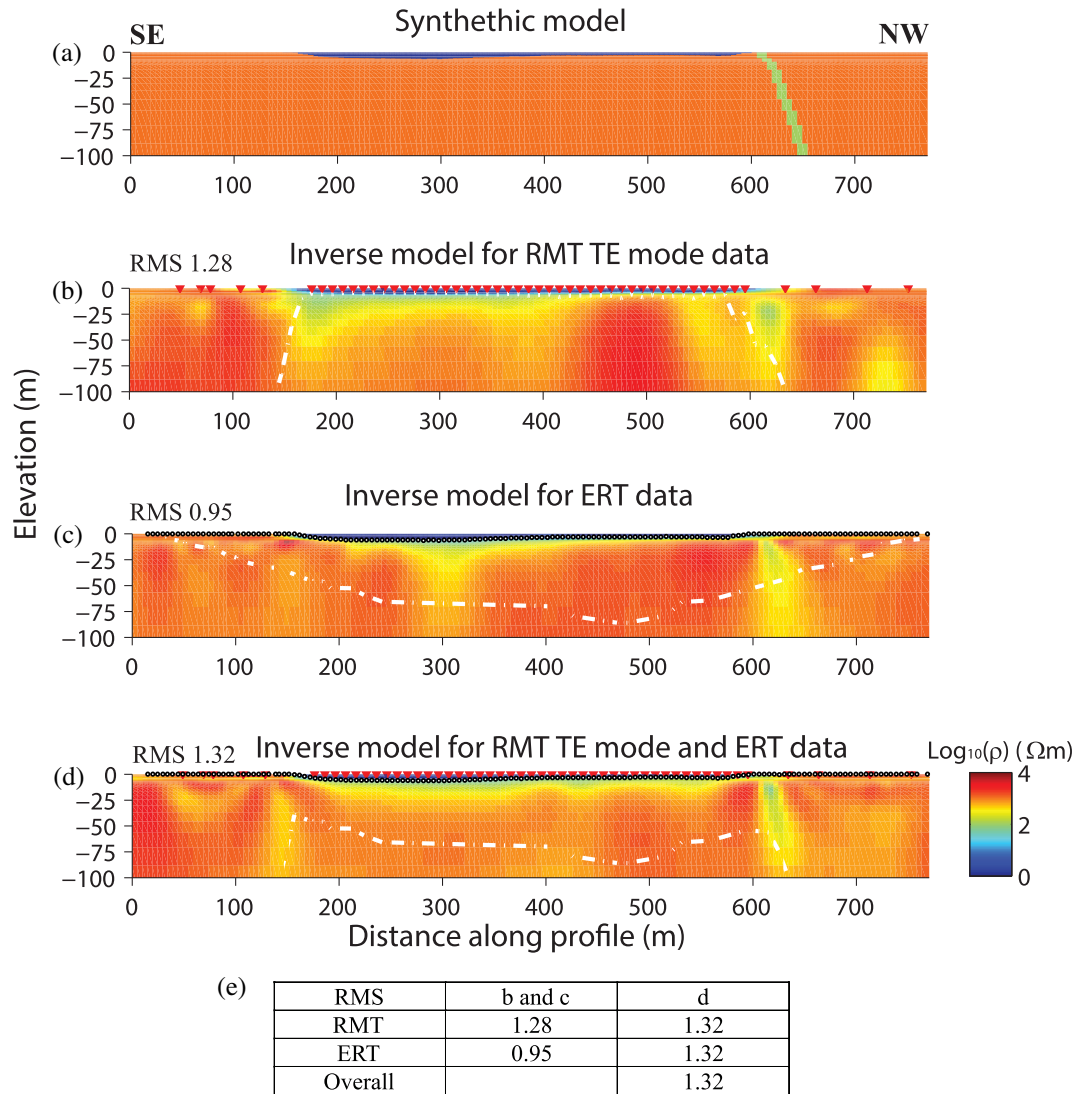 Synthethic model
SE
NW
(a)
0
−25
−50
−75
−100
0 100 200 300 400 500 600 700
Inverse model for RMT TE mode data
RMS 1.28
(b)
0
−25
−50
−75
−100
0 100 200 300 400 500 600 700
Elevation (m)
Inverse model for ERT data
RMS 0.95
(c)
0
−25
−50
−75
−100
0 100 200 300 400 500 600 700
Inverse model for RMT TE mode and ERT data
RMS 1.32
(d)
0
−25
−50
−75
−100
0 100 200 300 400 500 600 700
Log₁₀(ρ) (Ωm)
4
2
0
Distance along profile (m)
(e)
RMS b and c d
RMT 1.28 1.32
ERT 0.95 1.32
Overall 1.32